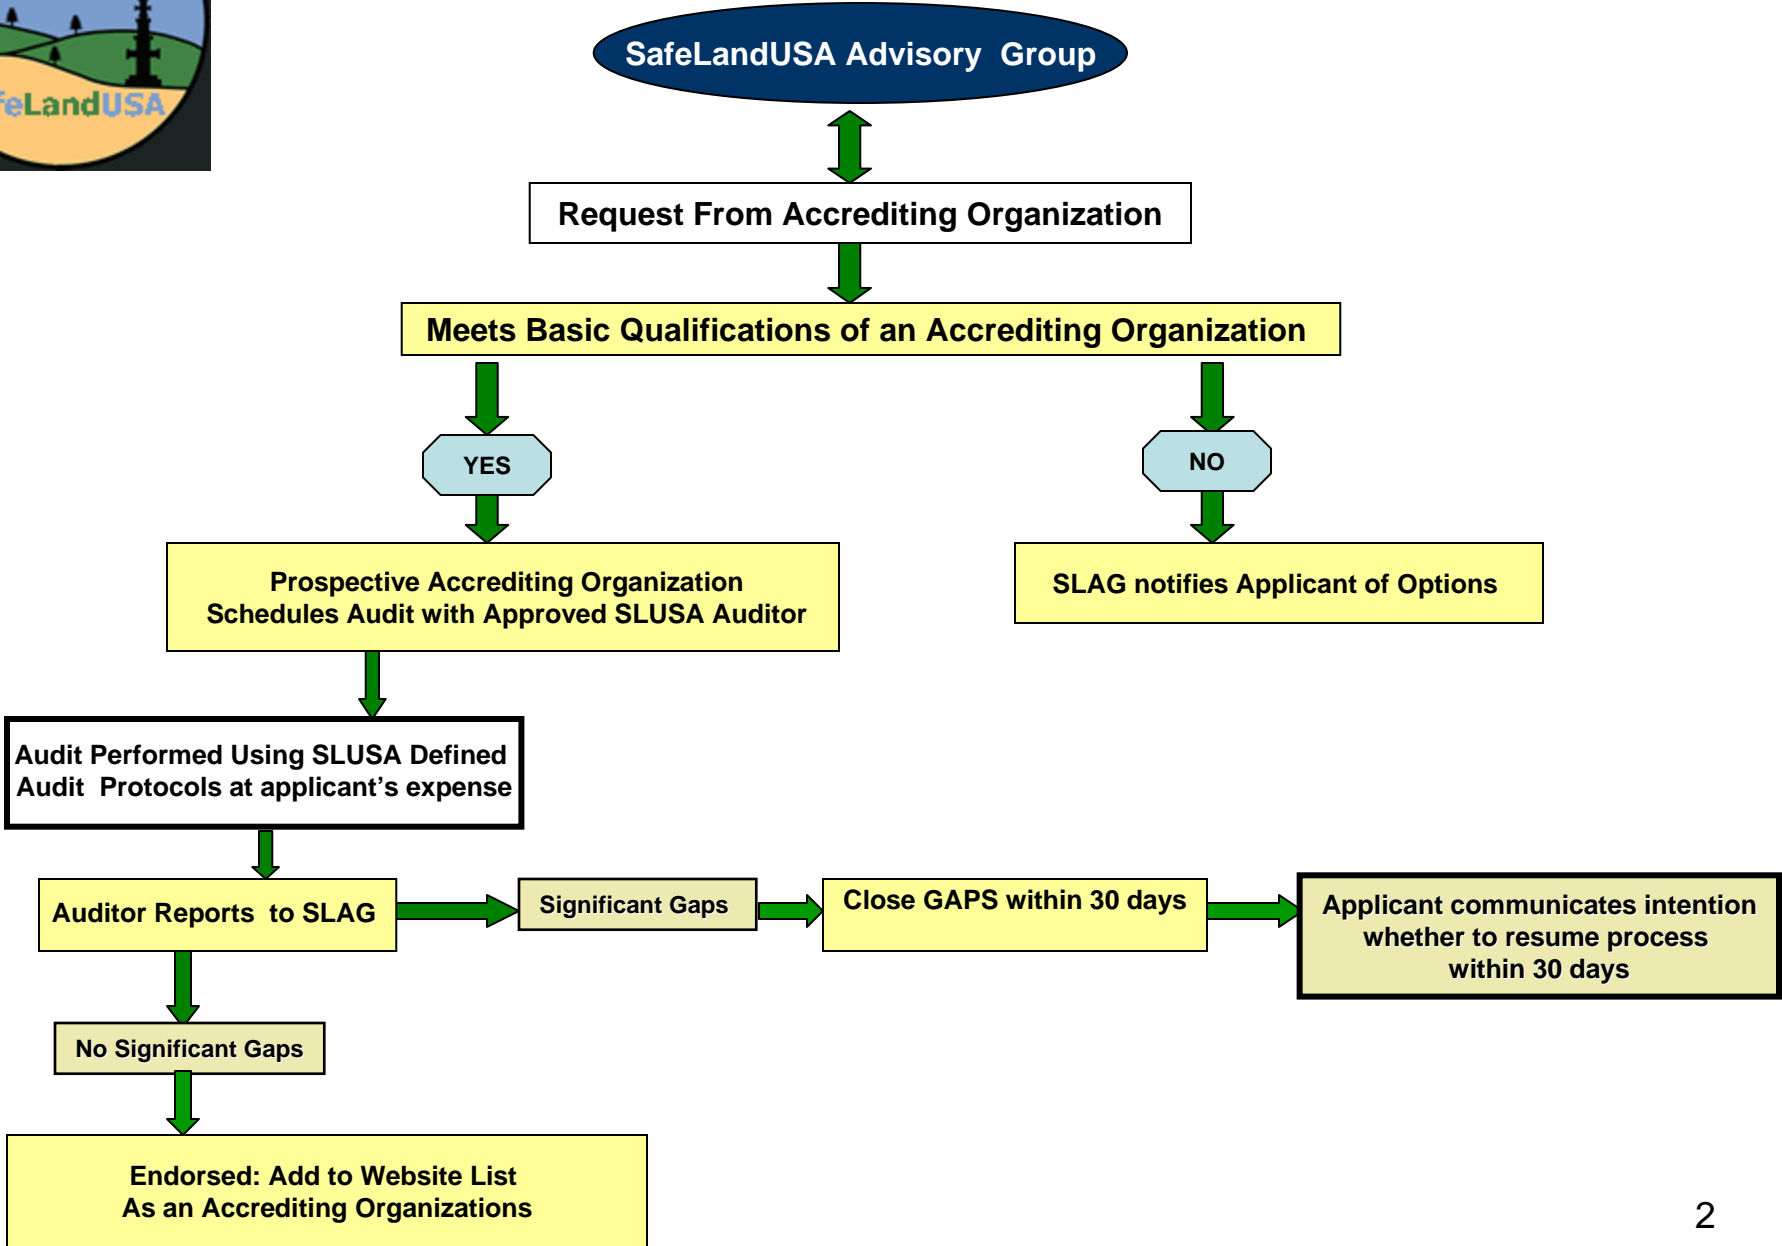 feLandUSA
SafeLandUSA Advisory Group
Request From Accrediting Organization
Meets Basic Qualifications of an Accrediting Organization
YES
NO
Prospective Accrediting Organization
Schedules Audit with Approved SLUSA Auditor
SLAG notifies Applicant of Options
Audit Performed Using SLUSA Defined
Audit Protocols at applicant’s expense
Auditor Reports to SLAG
Significant Gaps
Close GAPS within 30 days
Applicant communicates intention
whether to resume process
within 30 days
No Significant Gaps
Endorsed: Add to Website List
As an Accrediting Organizations
2